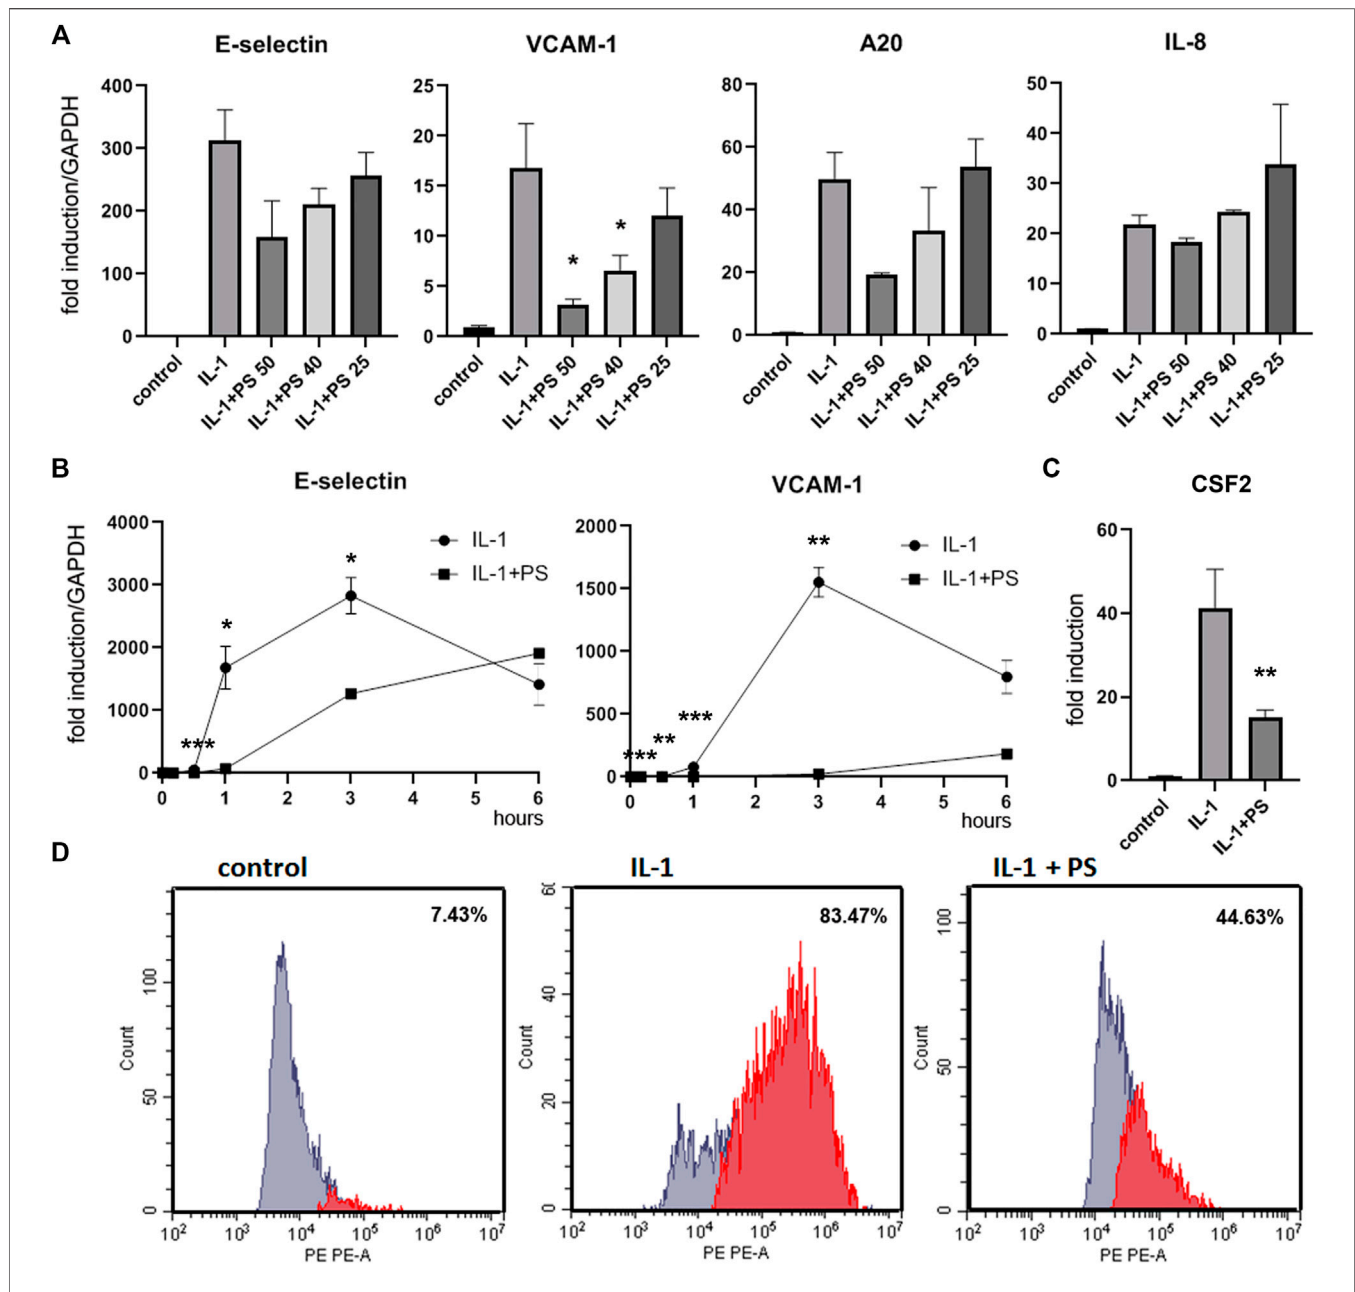 A
E-selectin VCAM-1 A20 IL-8
fold induction/GAPDH
400
300
200
100
0
control IL-1 IL-1+PS 50 IL-1+PS 40 IL-1+PS 25
25
20
15
10
5
0
* *
control IL-1 IL-1+PS 50 IL-1+PS 40 IL-1+PS 25
80
60
40
20
0
control IL-1 IL-1+PS 50 IL-1+PS 40 IL-1+PS 25
50
40
30
20
10
0
control IL-1 IL-1+PS 50 IL-1+PS 40 IL-1+PS 25
B
E-selectin
fold induction/GAPDH
4000
3000
2000
1000
0
IL-1
IL-1+PS
*** * *
0 1 2 3 4 5 6
hours
VCAM-1
2000
1500
1000
500
0
IL-1
IL-1+PS
*** ** *** **
0 1 2 3 4 5 6
hours
C
CSF2
fold induction
60
40
20
0
**
control IL-1 IL-1+PS
D
control
7.43%
Count
100
50
0
10² 10³ 10⁴ 10⁵ 10⁶ 10⁷
PE PE-A
IL-1
83.47%
Count
60
40
20
0
10² 10³ 10⁴ 10⁵ 10⁶ 10⁷
PE PE-A
IL-1 + PS
44.63%
Count
100
50
0
10² 10³ 10⁴ 10⁵ 10⁶ 10⁷
PE PE-A